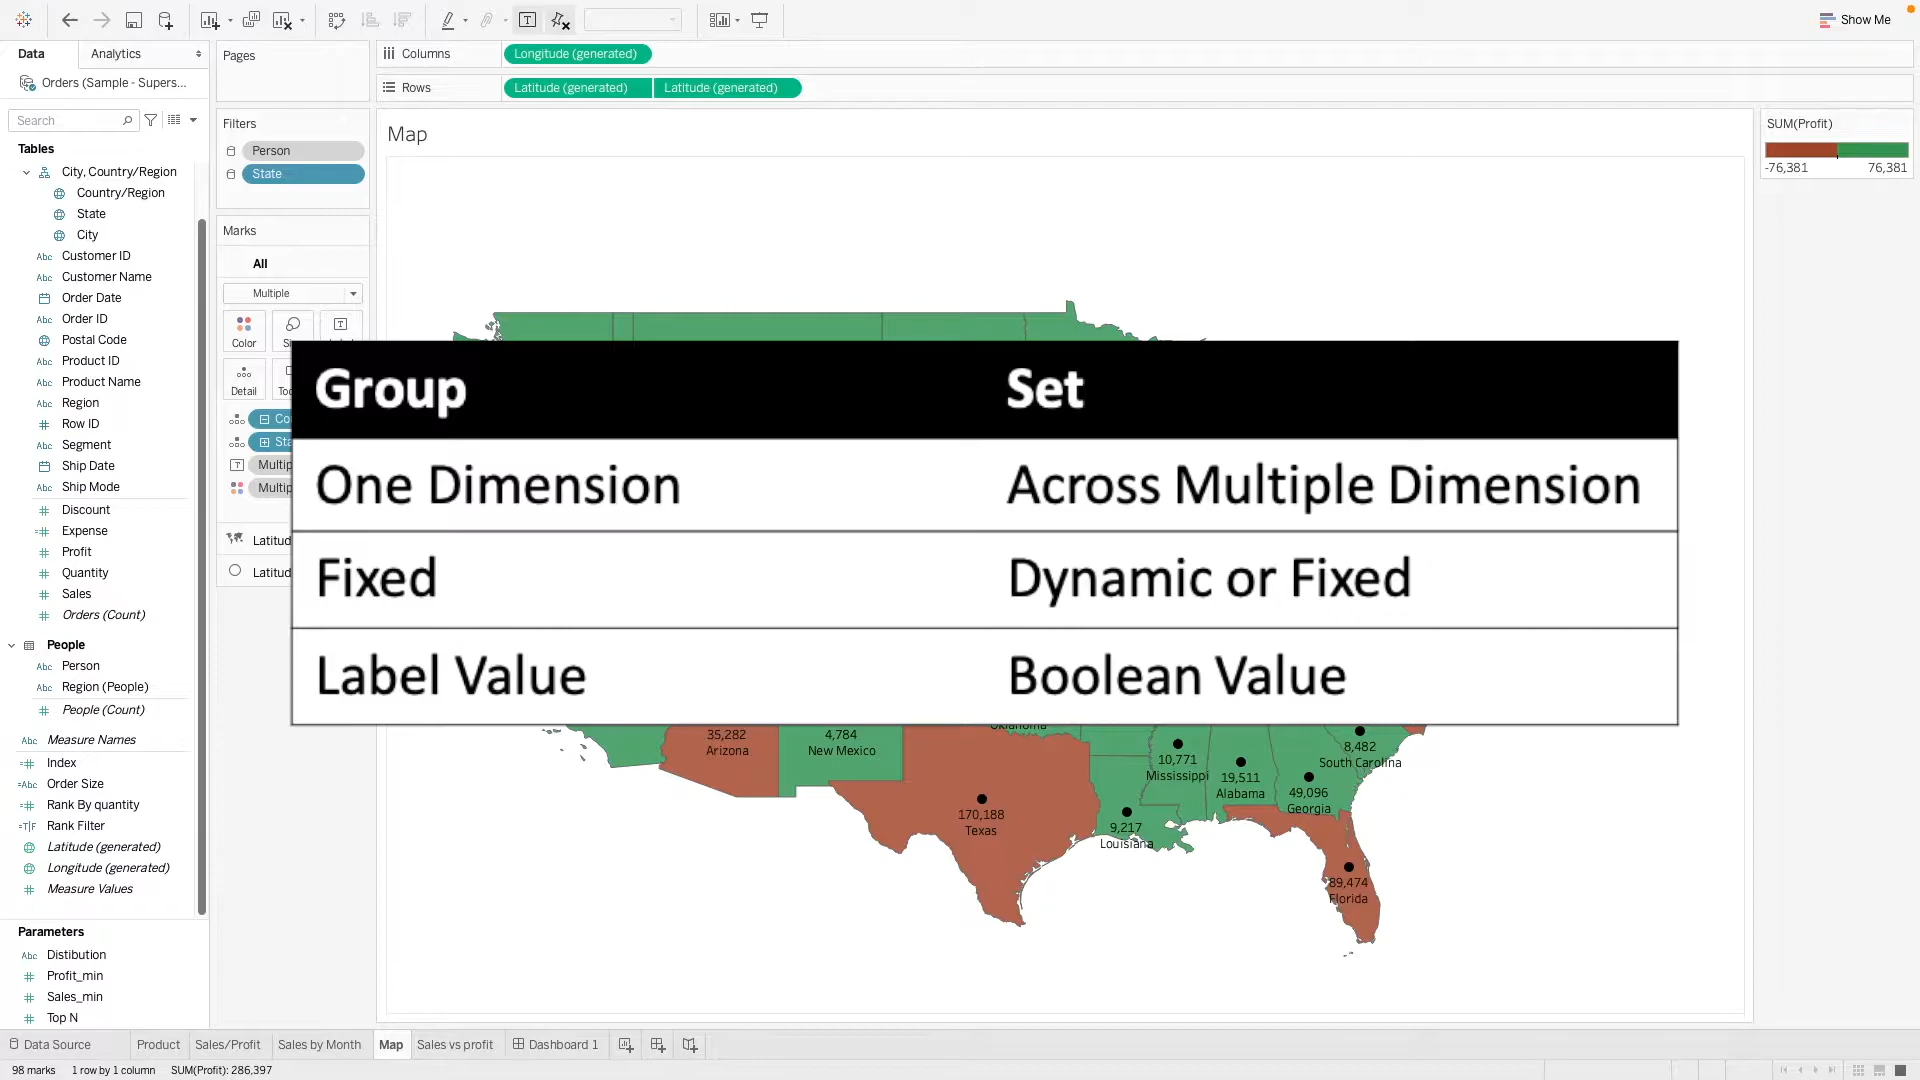 Show Me
Data
Analytics
Pages
Columns
Longitude (generated)
Orders (Sample - Supers...
Rows
Latitude (generated)
Latitude (generated)
Search
Filters
Map
SUM(Profit)
Tables
Person
-76,381
76,381
City, Country/Region
State
Country/Region
State
City
Marks
Customer ID
All
Customer Name
Multiple
Order Date
Order ID
Postal Code
Color
Product ID
Product Name
Detail
Region
Row ID
Segment
Ship Date
Ship Mode
Group
Set
One Dimension
Across Multiple Dimension
Fixed
Dynamic or Fixed
Label Value
Boolean Value
Discount
Expense
Profit
Quantity
Sales
Orders (Count)
People
Person
Region (People)
People (Count)
Measure Names
Index
Order Size
Rank By quantity
Rank Filter
Latitude (generated)
Longitude (generated)
Measure Values
35,282
Arizona
4,784
New Mexico
Oklahoma
10,771
Mississippi
8,482
South Carolina
19,511
Alabama
49,096
Georgia
170,188
Texas
9,217
Louisiana
89,474
Florida
Parameters
Distibution
Profit_min
Sales_min
Top N
Data Source
Product
Sales/Profit
Sales by Month
Map
Sales vs profit
Dashboard 1
98 marks
1 row by 1 column
SUM(Profit): 286,397